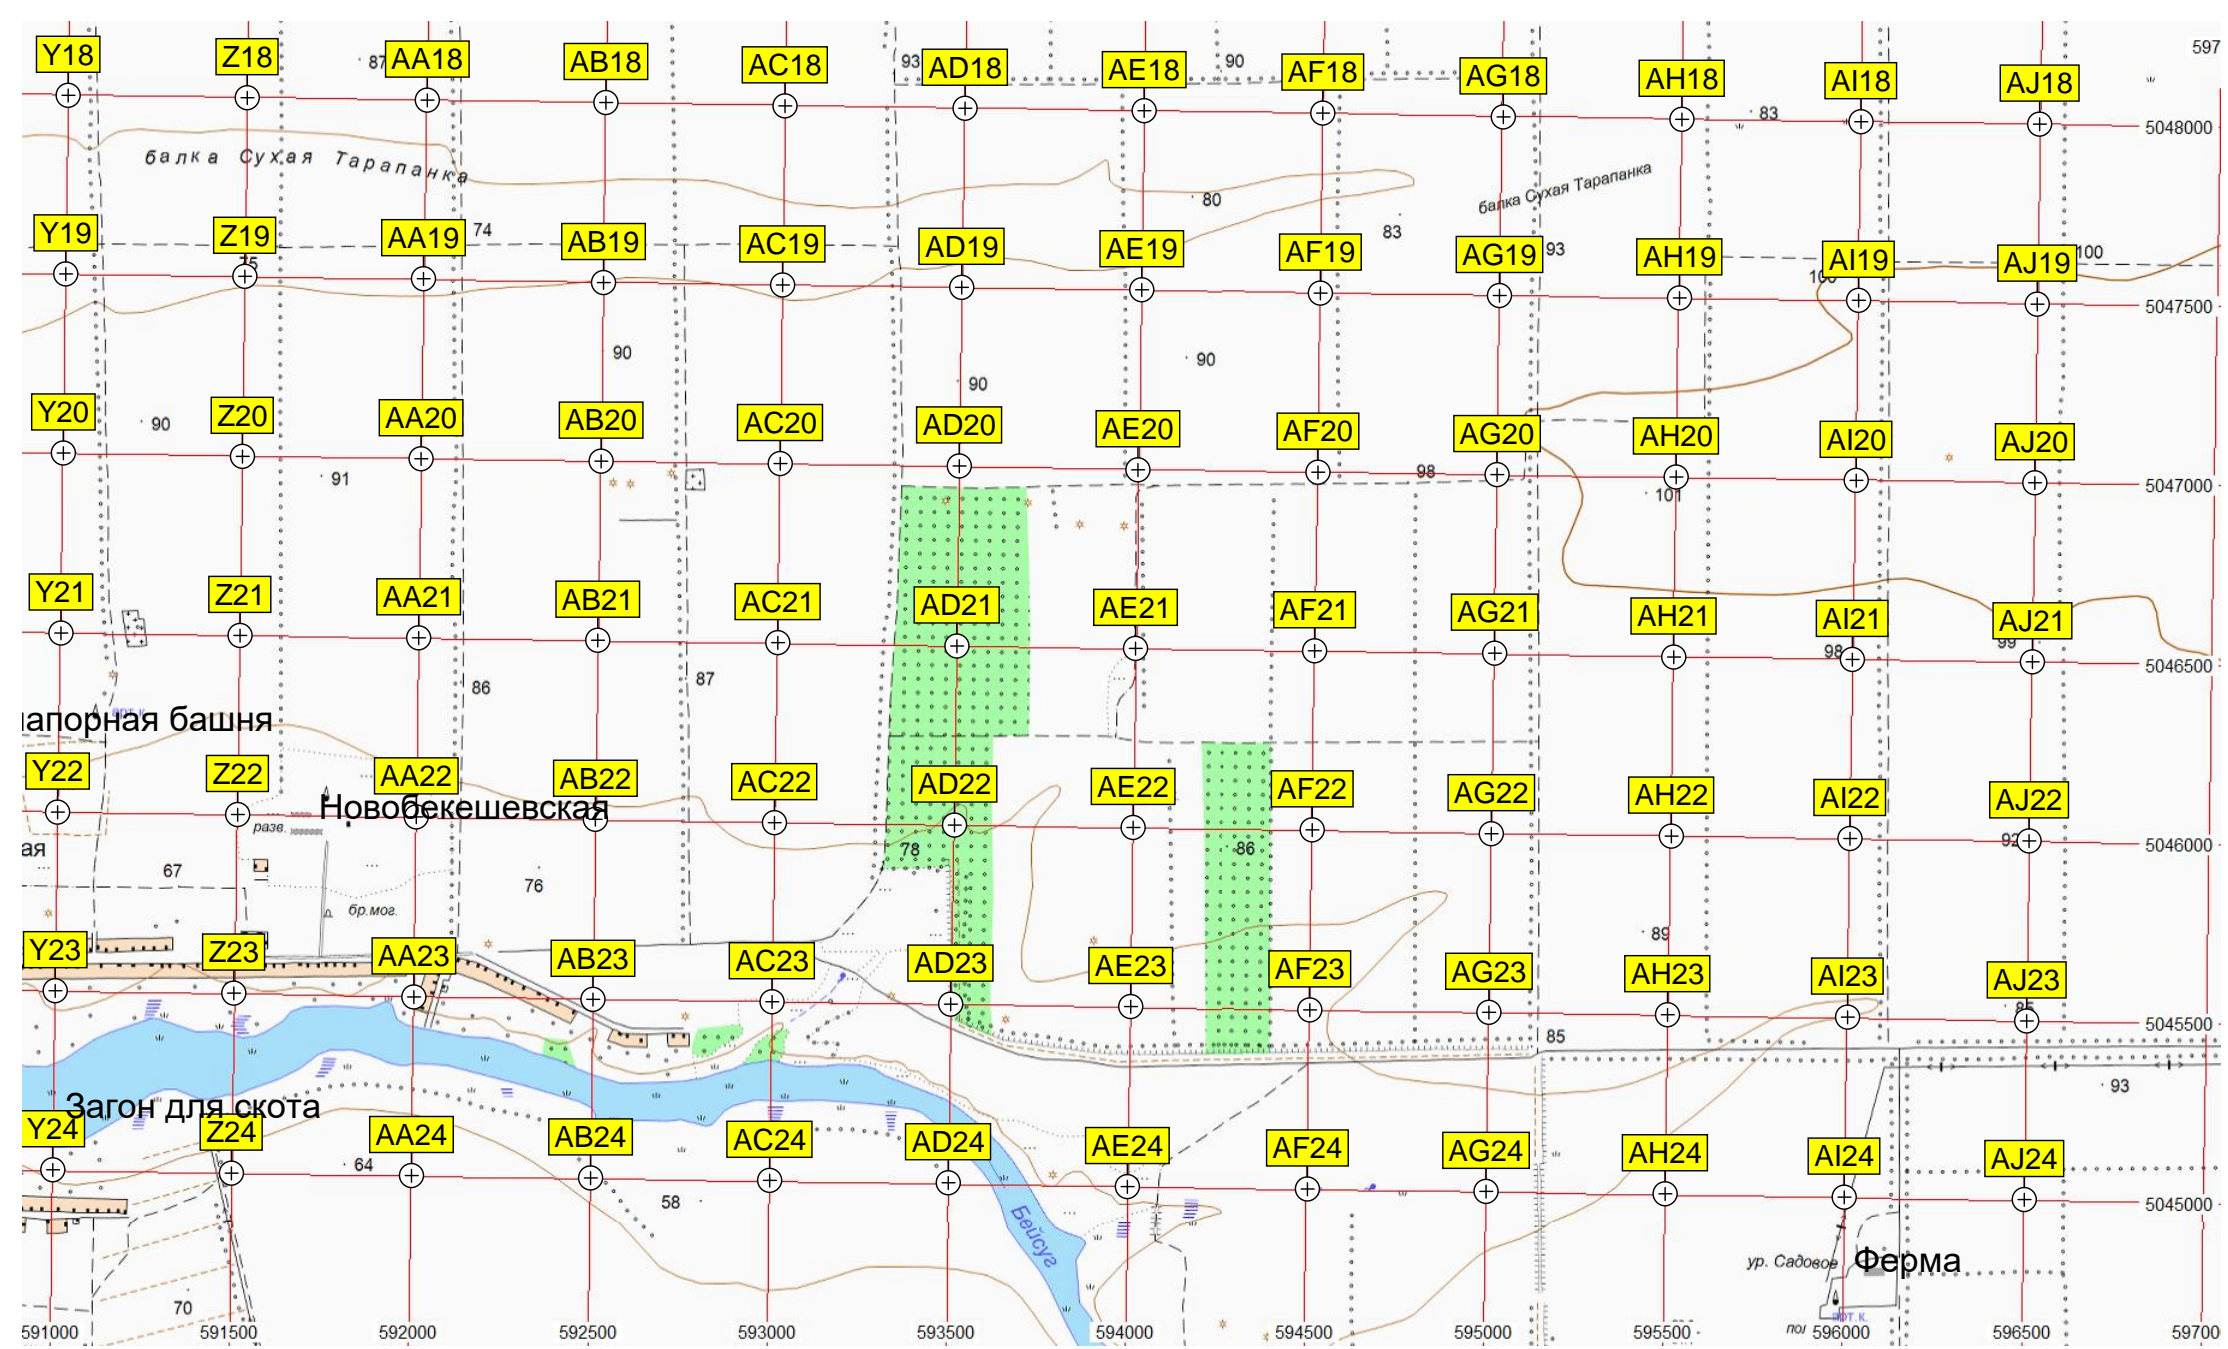 597
Y18 Z18 87 AA18 AB18 AC18 93 AD18 AE18 90 AF18 AG18 AH18 83 AI18 AJ18
5048000
балка Сухая Тарапанка
балка Сухая Тарапанка
80
83
Y19 Z19 AA19 74 AB19 AC19 AD19 AE19 AF19 AG19 93 AH19 AI19 AJ19 100
75
5047500
90
90
90
Y20 90 Z20 AA20 AB20 AC20 AD20 AE20 AF20 AG20 AH20 AI20 AJ20
91
98
101
5047000
Y21 Z21 AA21 AB21 AC21 AD21 AE21 AF21 AG21 AH21 AI21 AJ21
98
99
5046500
86
87
апорная башня
арт.к.
Y22 Z22 AA22 AB22 AC22 AD22 AE22 AF22 AG22 AH22 AI22 AJ22
Новобекешевская
разв.
92
5046000
ая
67
76
78
86
бр.мог.
89
Y23 Z23 AA23 AB23 AC23 AD23 AE23 AF23 AG23 AH23 AI23 AJ23
85
5045500
85
93
Загон для скота
Y24 Z24 AA24 AB24 AC24 AD24 AE24 AF24 AG24 AH24 AI24 AJ24
64
58
5045000
Бейсуг
ур. Садовое
Ферма
70
арт.к.
591000 591500 592000 592500 593000 593500 594000 594500 595000 595500 596000 596500 59700